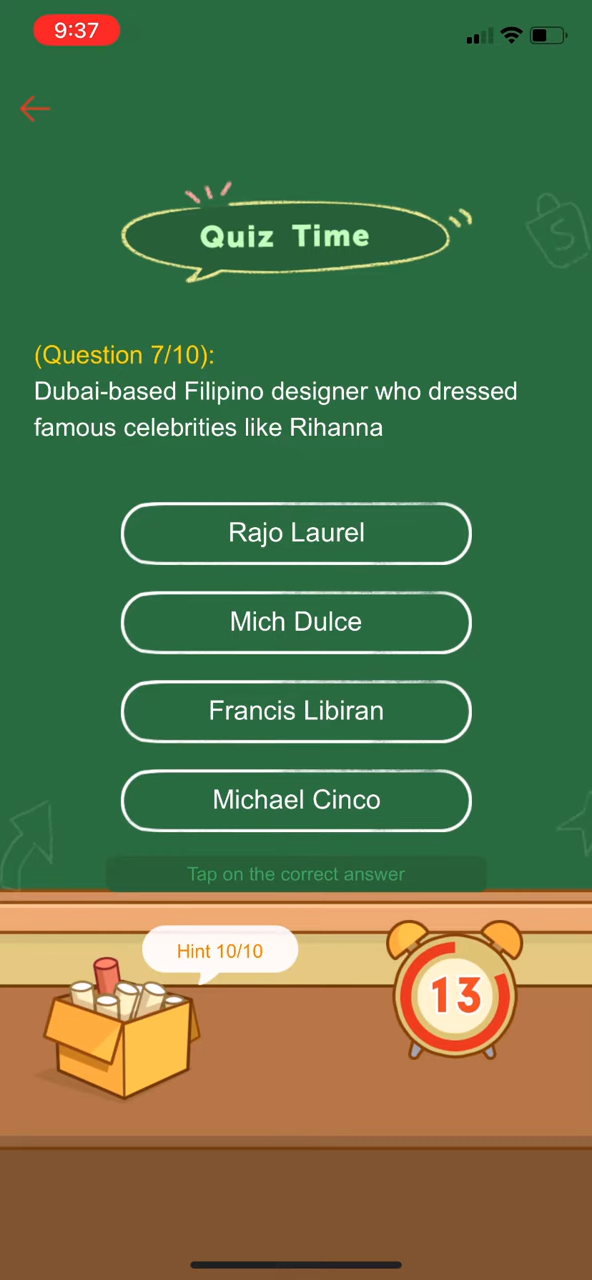 9:37
Quiz Time
(Question 7/10):
Dubai-based Filipino designer who dressed
famous celebrities like Rihanna
Rajo Laurel
Mich Dulce
Francis Libiran
Michael Cinco
Tap on the correct answer
Hint 10/10
13
S